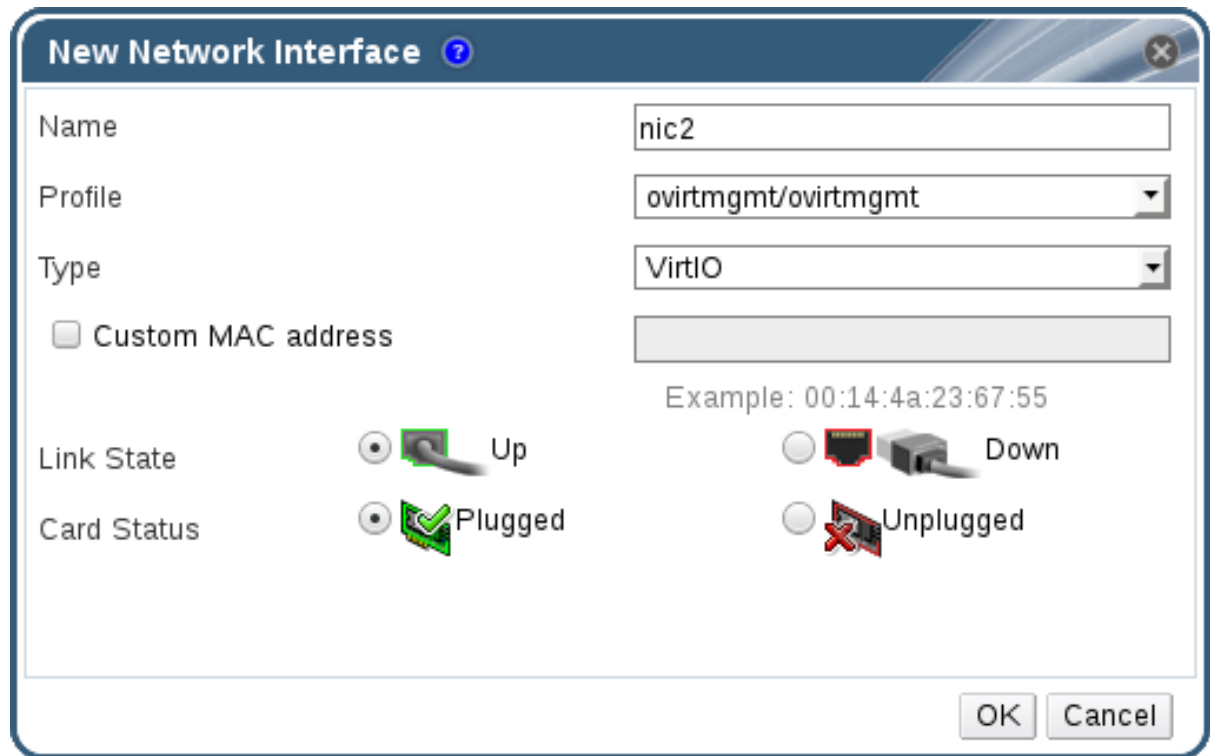 New Network Interface ?
Name nic2
Profile ovirtmgmt/ovirtmgmt
Type VirtIO
Custom MAC address
Example: 00:14:4a:23:67:55
Link State Up Down
Card Status Plugged Unplugged
OK Cancel